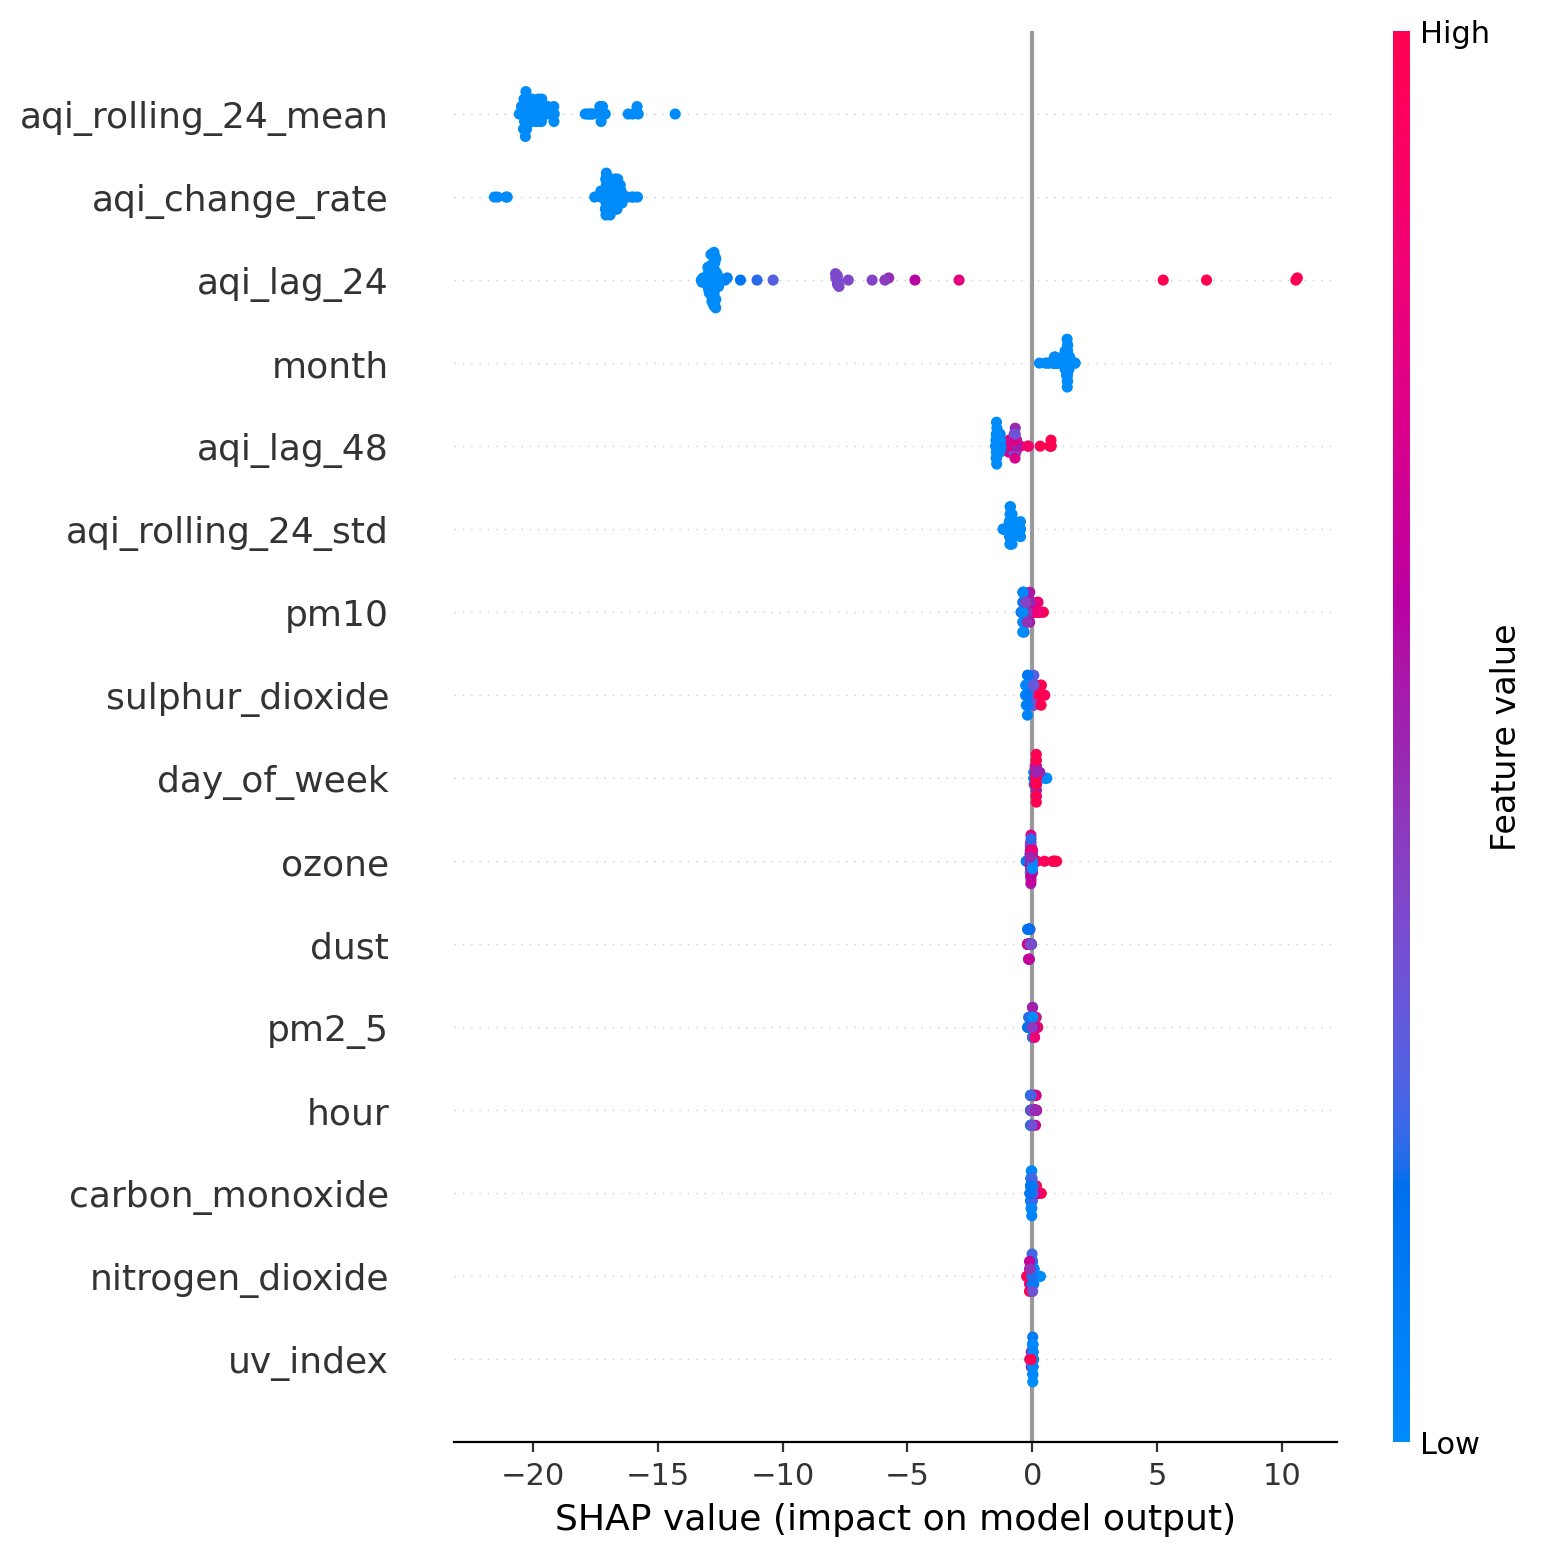 High
aqi_rolling_24_mean
aqi_change_rate
aqi_lag_24
month
aqi_lag_48
aqi_rolling_24_std
pm10
sulphur_dioxide
day_of_week
ozone
dust
pm2_5
hour
carbon_monoxide
nitrogen_dioxide
uv_index
Feature value
Low
−20 −15 −10 −5 0 5 10
SHAP value (impact on model output)